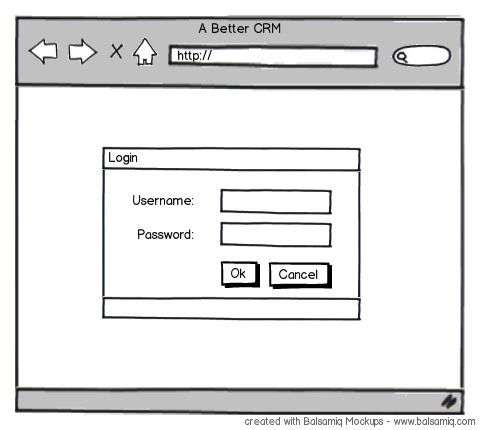 A Better CRM
http://
Login
Username:
Password:
Ok Cancel
created with Balsamiq Mockups - www.balsamiq.com